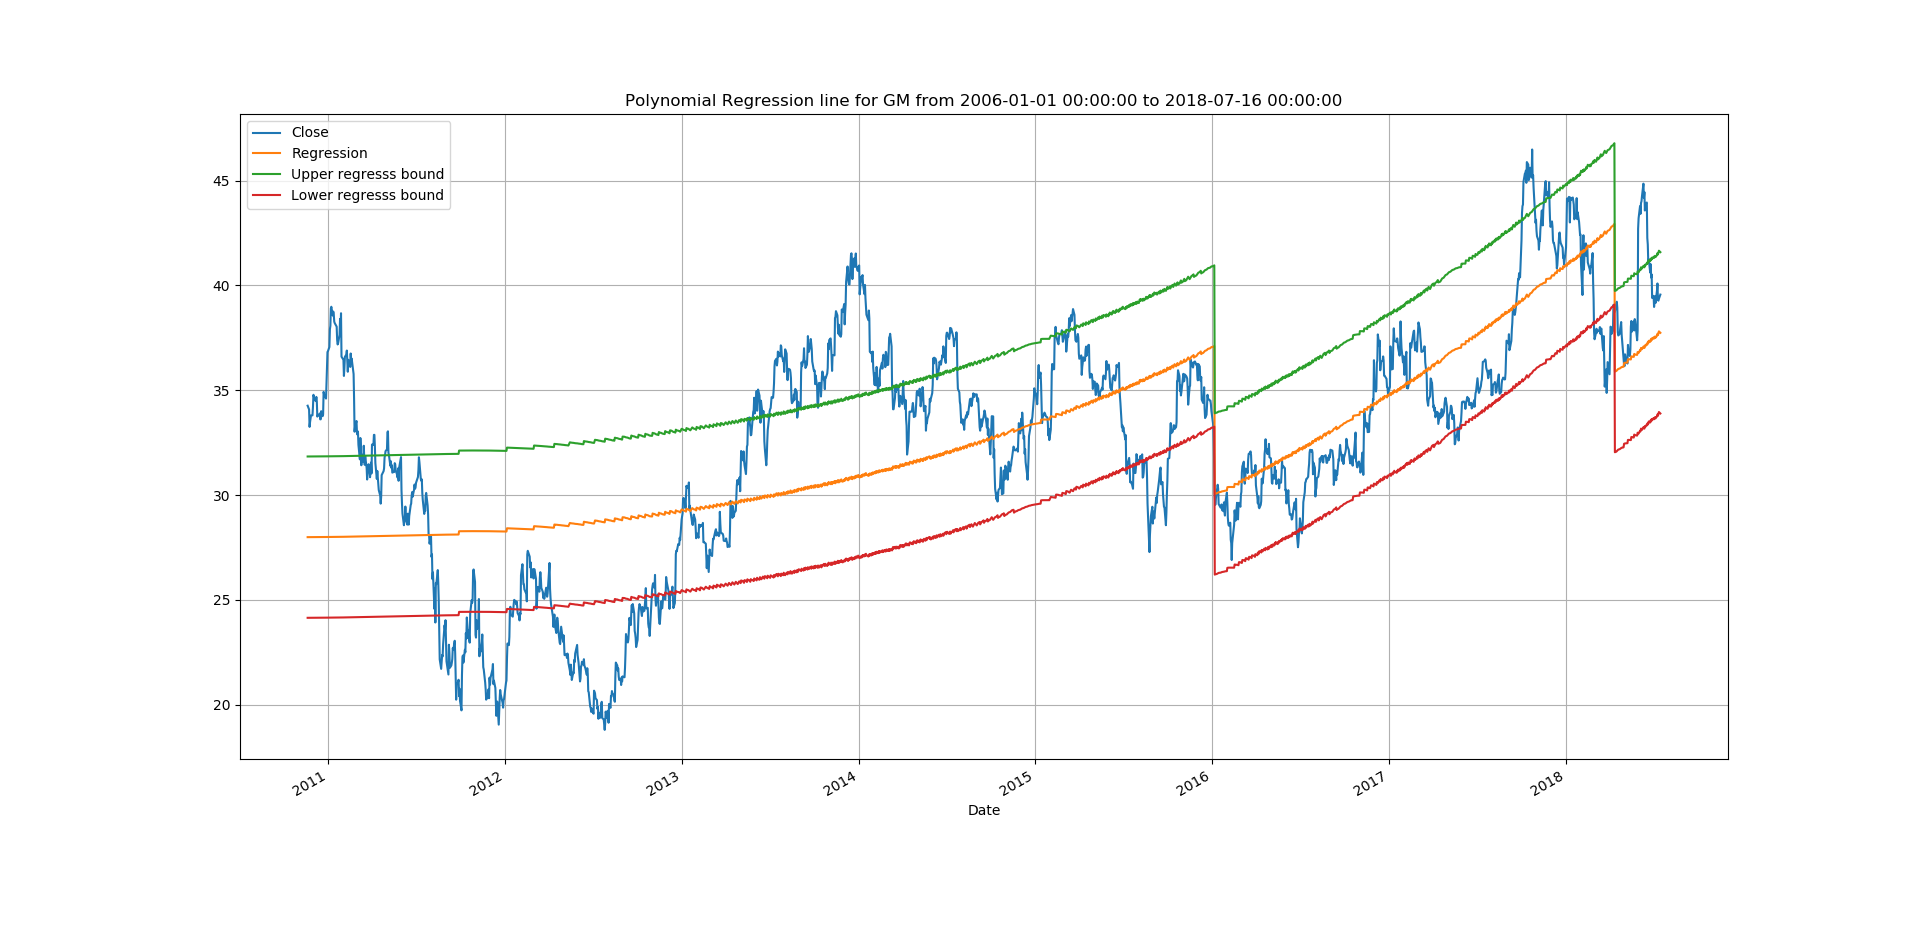 Polynomial Regression line for GM from 2006-01-01 00:00:00 to 2018-07-16 00:00:00
Close
Regression
Upper regresss bound
Lower regresss bound
45
40
35
30
25
20
2011
2012
2013
2014
2015
2016
2017
2018
Date